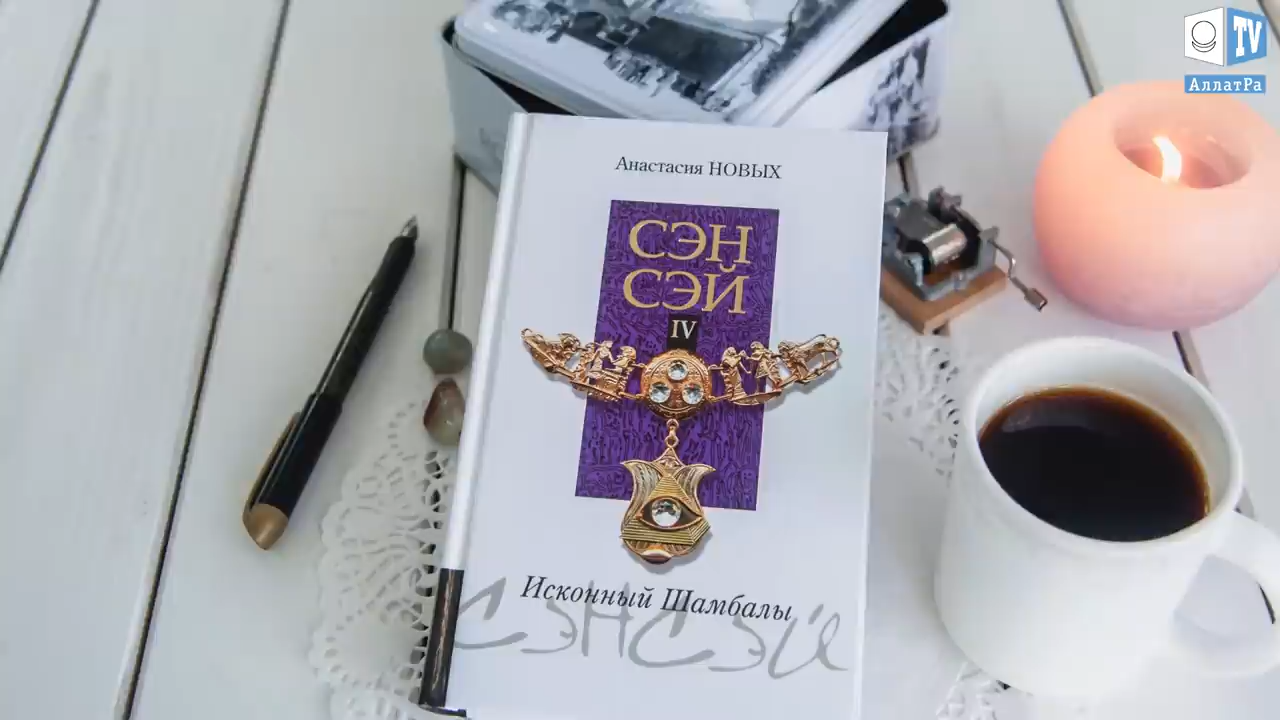 TV
АллатРа
Анастасия НОВЫХ
СЭН
СЭЙ
IV
Исконный Шамбалы
СЭНСЭЙ